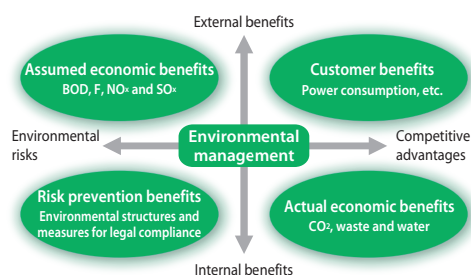 External benefits
Assumed economic benefits
BOD, F, NOx and SOx
Customer benefits
Power consumption, etc.
Environmental
risks
Environmental
management
Competitive
advantages
Risk prevention benefits
Environmental structures and
measures for legal compliance
Actual economic benefits
CO², waste and water
Internal benefits